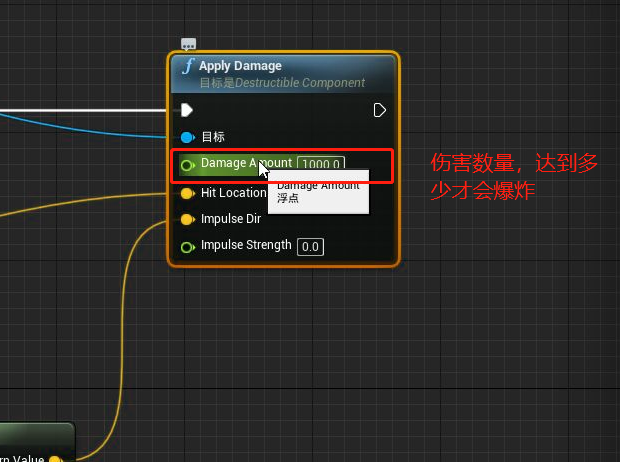 Apply Damage
目标是Destructible Component
目标
Damage Amount 1000.0
Damage Amount
浮点
Hit Location
Impulse Dir
Impulse Strength 0.0
伤害数量，达到多
少才会爆炸
rn Value